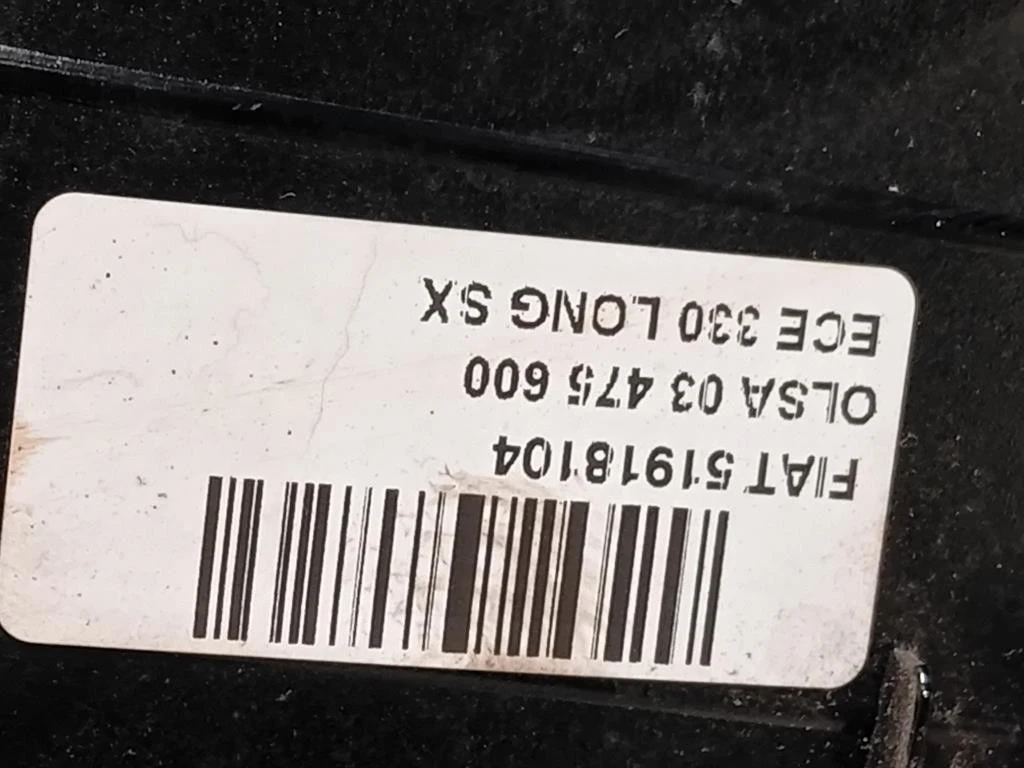 FIAT 51918104
OLSA 03 475 600
ECE 330 LONG SX